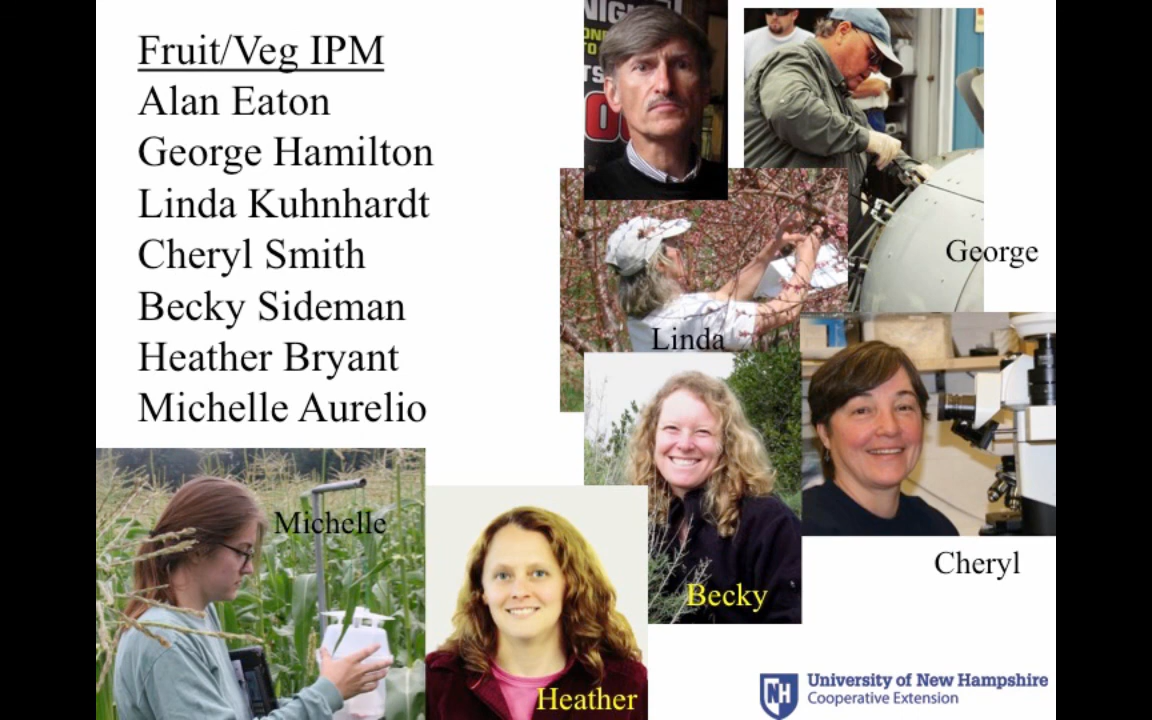 Fruit/Veg IPM
Alan Eaton
George Hamilton
Linda Kuhnhardt
Cheryl Smith
Becky Sideman
Heather Bryant
Michelle Aurelio
George
Linda
Michelle
Becky
Cheryl
Heather
NH
University of New Hampshire
Cooperative Extension